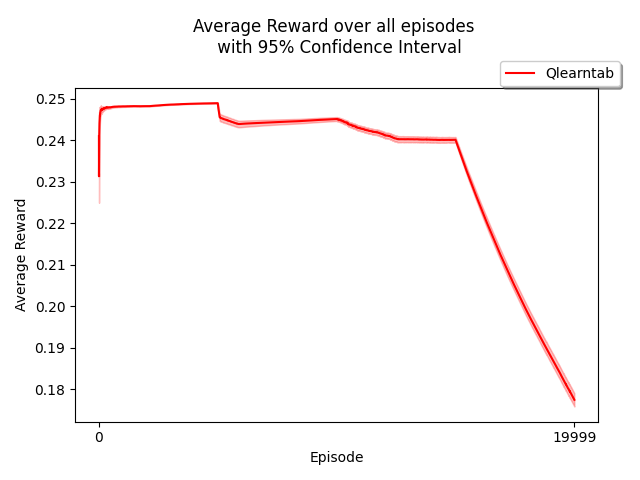 Average Reward over all episodes
with 95% Confidence Interval
Qlearntab
0.25
0.24
0.23
0.22
0.21
0.20
0.19
0.18
Average Reward
0
19999
Episode